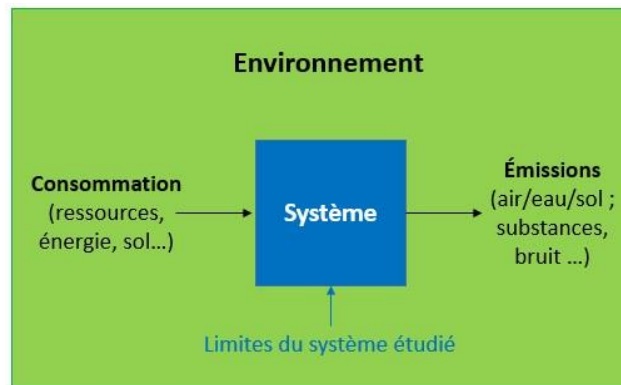 Environnement
Consommation
(ressources,
énergie, sol...)
Système
Émissions
(air/eau/sol ;
substances,
bruit ...)
Limites du système étudié